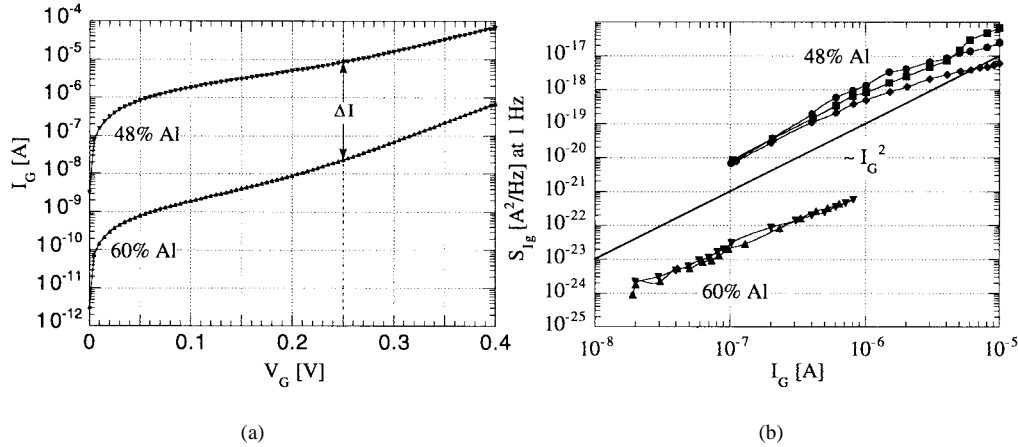 10^-4
10^-5
10^-6
10^-7
10^-8
10^-9
10^-10
10^-11
10^-12
I_G [A]
48% Al
60% Al
ΔI
0
0.1
0.2
0.3
0.4
V_G [V]
(a)
10^-17
10^-18
10^-19
10^-20
10^-21
10^-22
10^-23
10^-24
10^-25
S_Ig [A^2/Hz] at 1 Hz
48% Al
~ I_G^2
60% Al
10^-8
10^-7
10^-6
10^-5
I_G [A]
(b)